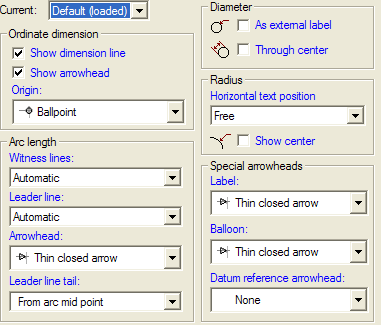 Current: Default (loaded)
Ordinate dimension
Show dimension line
Show arrowhead
Origin:
Ballpoint
Arc length
Witness lines:
Automatic
Leader line:
Automatic
Arrowhead:
Thin closed arrow
Leader line tail:
From arc mid point
Diameter
As external label
Through center
Radius
Horizontal text position
Free
Show center
Special arrowheads
Label:
Thin closed arrow
Balloon:
Thin closed arrow
Datum reference arrowhead:
None